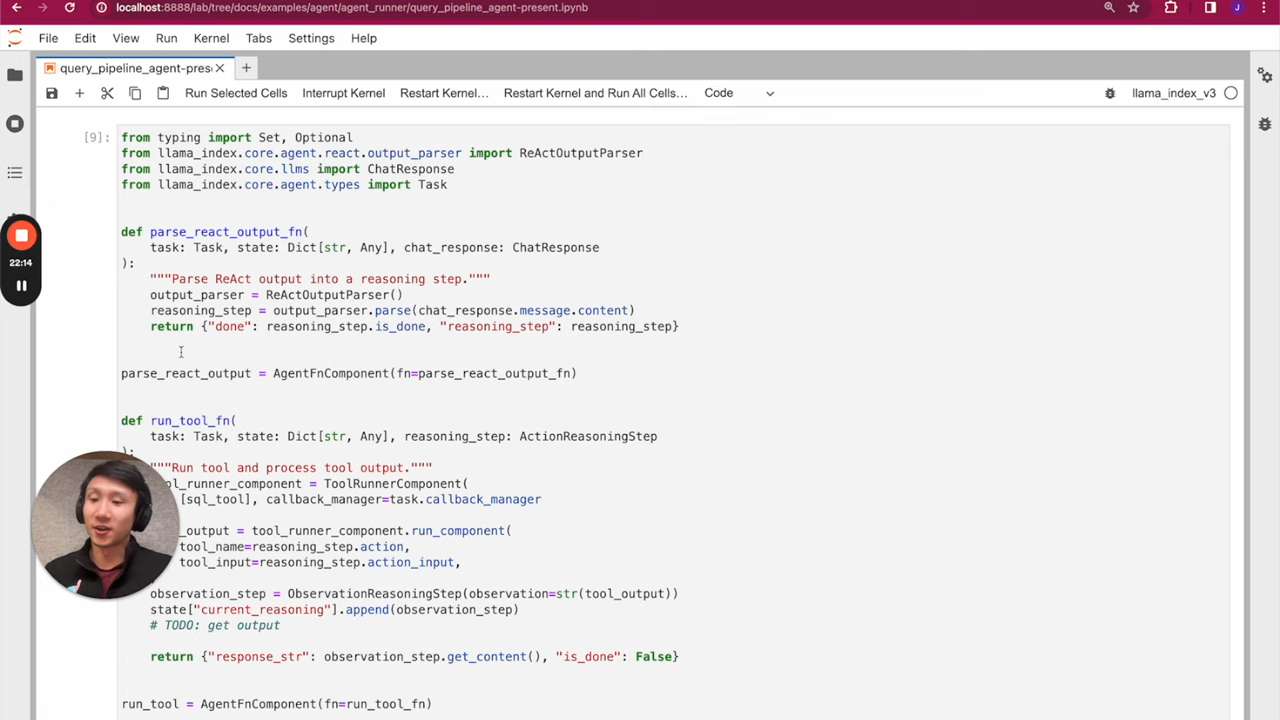 localhost:8888/lab/tree/docs/examples/agent/agent_runner/query_pipeline_agent-present.ipynb
J
File Edit View Run Kernel Tabs Settings Help
query_pipeline_agent-pres
Run Selected Cells Interrupt Kernel Restart Kernel… Restart Kernel and Run All Cells… Code llama_index_v3
[9]:
from typing import Set, Optional
from llama_index.core.agent.react.output_parser import ReActOutputParser
from llama_index.core.llms import ChatResponse
from llama_index.core.agent.types import Task
def parse_react_output_fn(
task: Task, state: Dict[str, Any], chat_response: ChatResponse
):
"""Parse ReAct output into a reasoning step."""
output_parser = ReActOutputParser()
reasoning_step = output_parser.parse(chat_response.message.content)
return {"done": reasoning_step.is_done, "reasoning_step": reasoning_step}
parse_react_output = AgentFnComponent(fn=parse_react_output_fn)
def run_tool_fn(
task: Task, state: Dict[str, Any], reasoning_step: ActionReasoningStep
):
"""Run tool and process tool output."""
ol_runner_component = ToolRunnerComponent(
[sql_tool], callback_manager=task.callback_manager
_output = tool_runner_component.run_component(
tool_name=reasoning_step.action,
tool_input=reasoning_step.action_input,
observation_step = ObservationReasoningStep(observation=str(tool_output))
state["current_reasoning"].append(observation_step)
# TODO: get output
return {"response_str": observation_step.get_content(), "is_done": False}
run_tool = AgentFnComponent(fn=run_tool_fn)
22:14